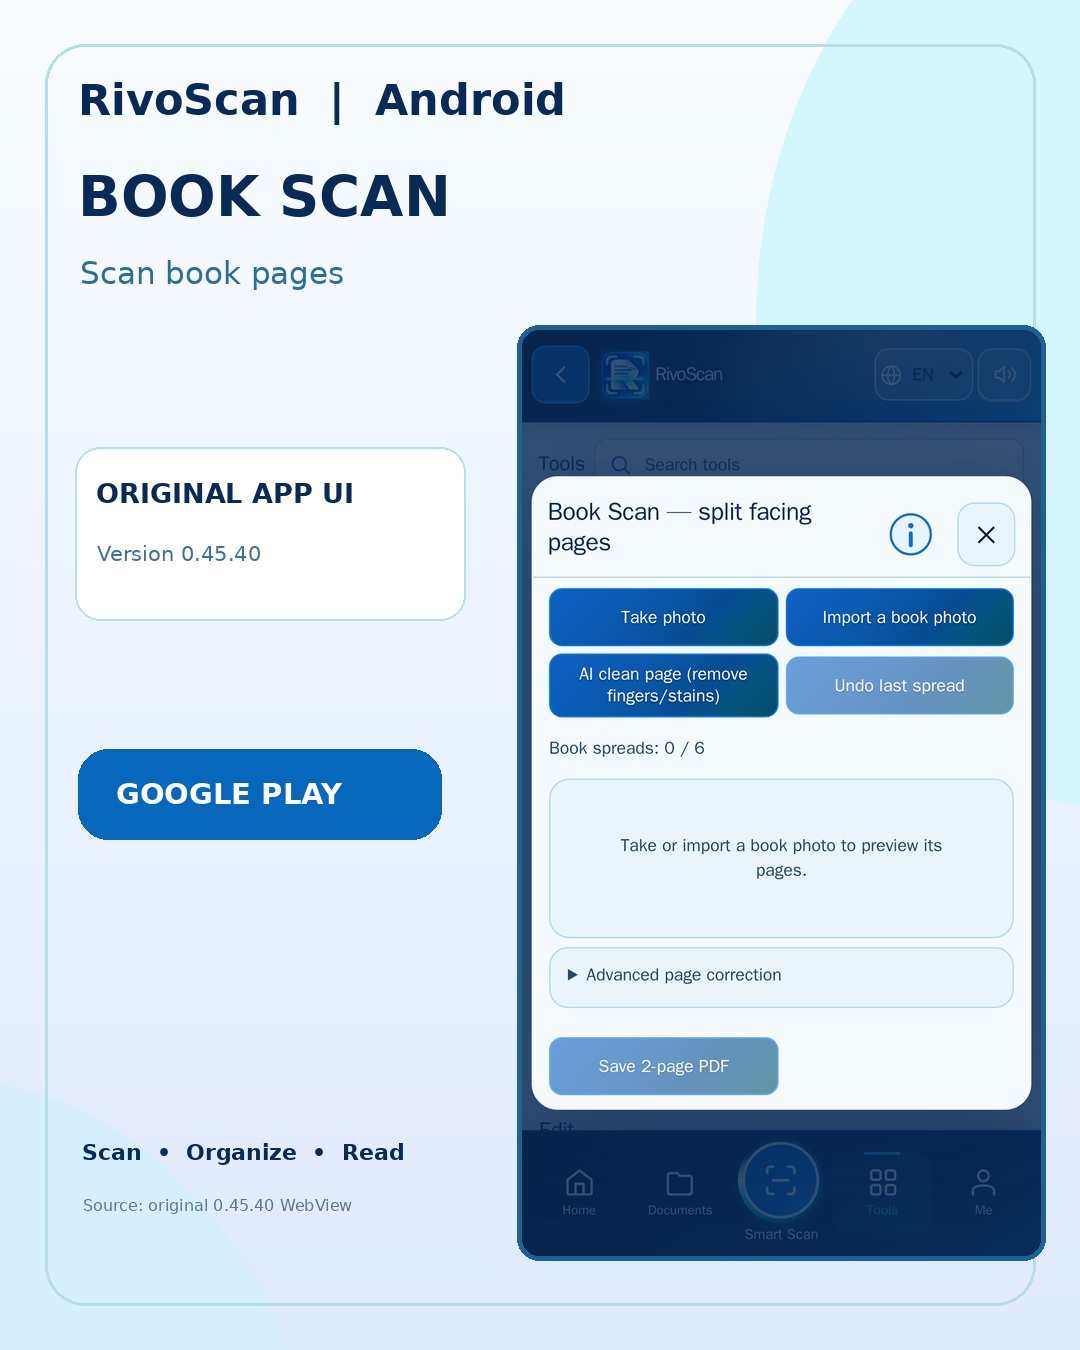 RivoScan | Android
BOOK SCAN
Scan book pages
ORIGINAL APP UI
Version 0.45.40
GOOGLE PLAY
Scan • Organize • Read
Source: original 0.45.40 WebView
RivoScan
EN
Tools
Search tools
Book Scan — split facing
pages
Take photo
Import a book photo
AI clean page (remove
fingers/stains)
Undo last spread
Book spreads: 0 / 6
Take or import a book photo to preview its
pages.
Advanced page correction
Save 2-page PDF
Edit
Home
Documents
Smart Scan
Tools
Me